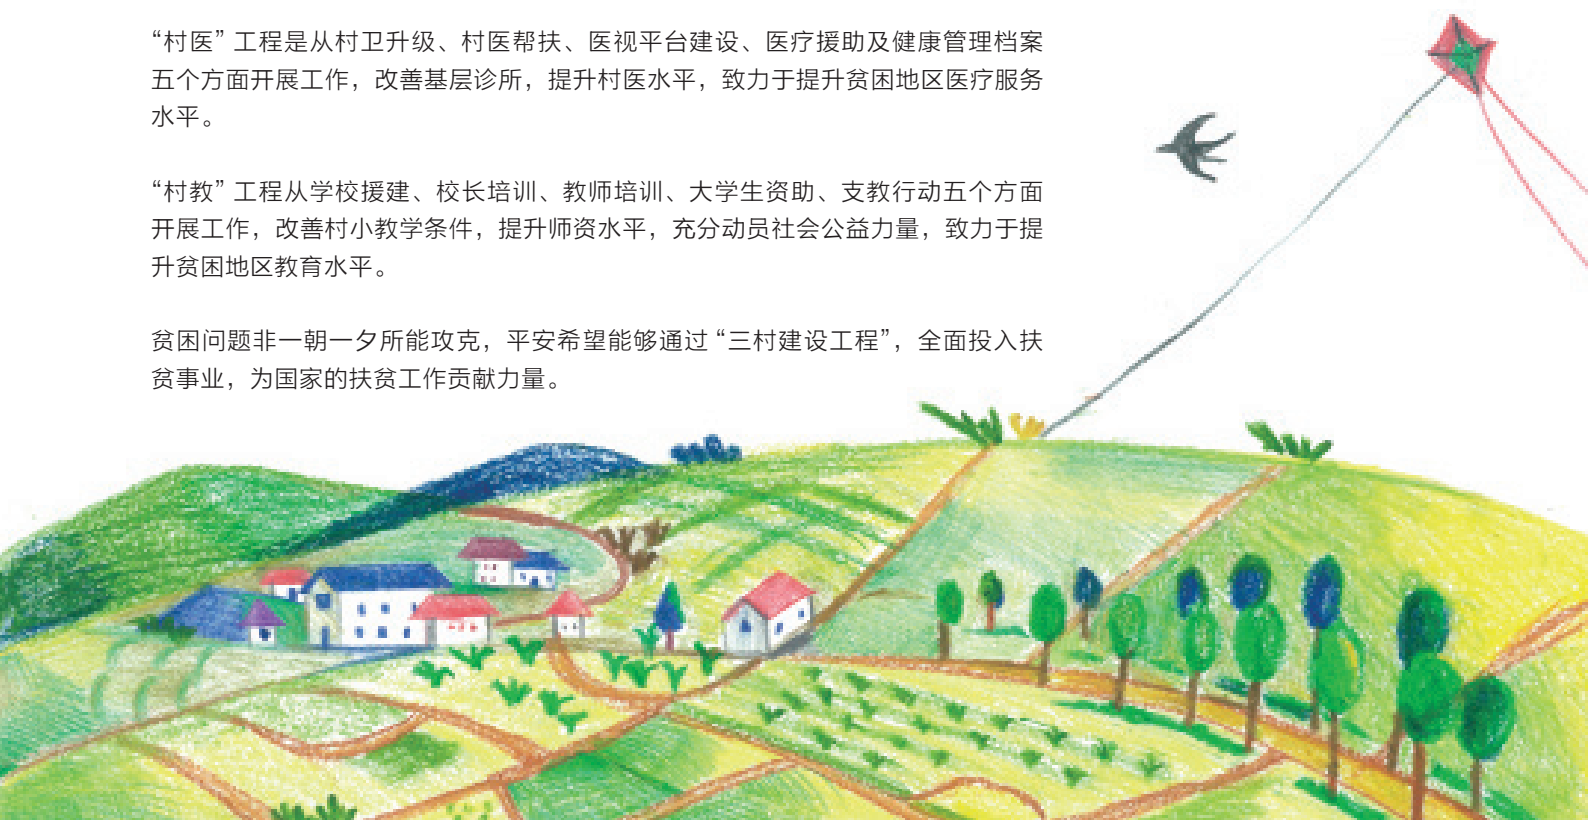 “村医” 工程是从村卫升级、村医帮扶、医视平台建设、医疗援助及健康管理档案
五个方面开展工作，改善基层诊所，提升村医水平，致力于提升贫困地区医疗服务
水平。
“村教” 工程从学校援建、校长培训、教师培训、大学生资助、支教行动五个方面
开展工作，改善村小教学条件，提升师资水平，充分动员社会公益力量，致力于提
升贫困地区教育水平。
贫困问题非一朝一夕所能攻克，平安希望能够通过 “三村建设工程”，全面投入扶
贫事业，为国家的扶贫工作贡献力量。